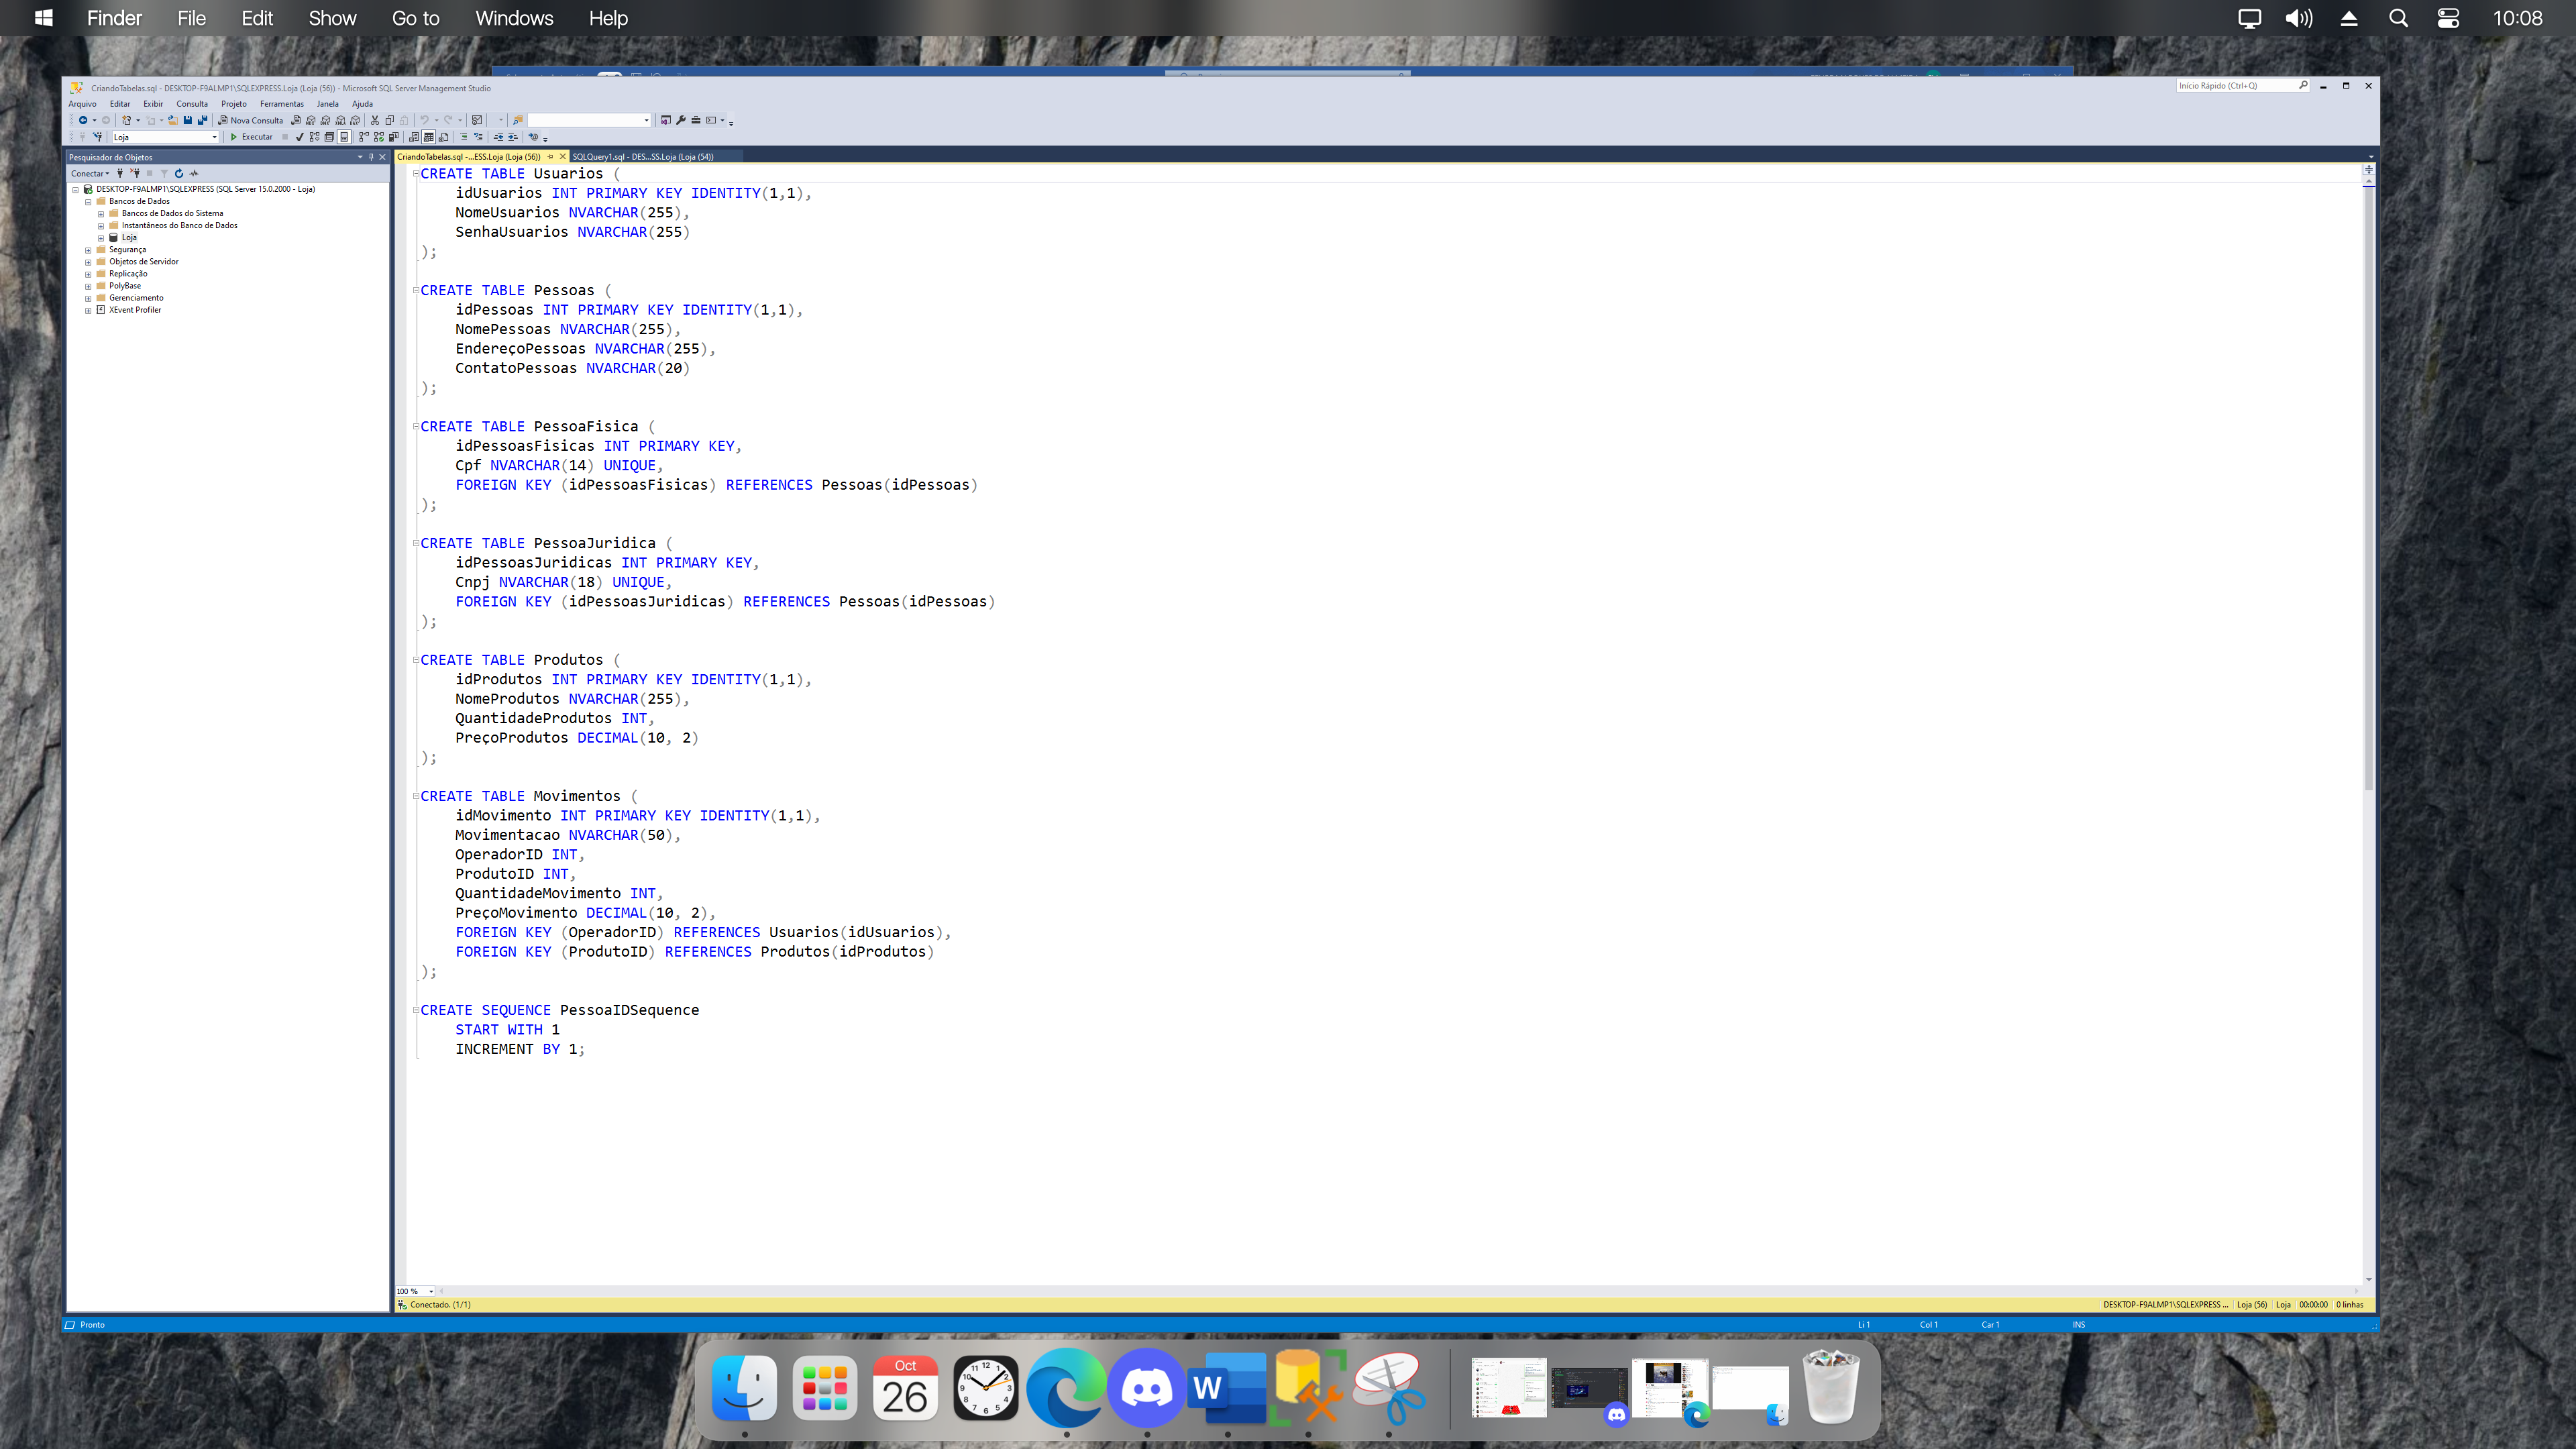 Finder File Edit Show Go to Windows Help 10:08
CriandoTabelas.sql - DESKTOP-F9ALMP1\SQLEXPRESS.Loja (Loja (56)) - Microsoft SQL Server Management Studio
Início Rápido (Ctrl+Q)
Arquivo Editar Exibir Consulta Projeto Ferramentas Janela Ajuda
Nova Consulta
Loja Executar
Pesquisador de Objetos
CriandoTabelas.sql -...ESS.Loja (Loja (56)) SQLQuery1.sql - DES...SS.Loja (Loja (54))
Conectar
DESKTOP-F9ALMP1\SQLEXPRESS (SQL Server 15.0.2000 - Loja)
Bancos de Dados
Bancos de Dados do Sistema
Instantâneos do Banco de Dados
Loja
Segurança
Objetos de Servidor
Replicação
PolyBase
Gerenciamento
XEvent Profiler
CREATE TABLE Usuarios (
idUsuarios INT PRIMARY KEY IDENTITY(1,1),
NomeUsuarios NVARCHAR(255),
SenhaUsuarios NVARCHAR(255)
);
CREATE TABLE Pessoas (
idPessoas INT PRIMARY KEY IDENTITY(1,1),
NomePessoas NVARCHAR(255),
EndereçoPessoas NVARCHAR(255),
ContatoPessoas NVARCHAR(20)
);
CREATE TABLE PessoaFisica (
idPessoasFisicas INT PRIMARY KEY,
Cpf NVARCHAR(14) UNIQUE,
FOREIGN KEY (idPessoasFisicas) REFERENCES Pessoas(idPessoas)
);
CREATE TABLE PessoaJuridica (
idPessoasJuridicas INT PRIMARY KEY,
Cnpj NVARCHAR(18) UNIQUE,
FOREIGN KEY (idPessoasJuridicas) REFERENCES Pessoas(idPessoas)
);
CREATE TABLE Produtos (
idProdutos INT PRIMARY KEY IDENTITY(1,1),
NomeProdutos NVARCHAR(255),
QuantidadeProdutos INT,
PreçoProdutos DECIMAL(10, 2)
);
CREATE TABLE Movimentos (
idMovimento INT PRIMARY KEY IDENTITY(1,1),
Movimentacao NVARCHAR(50),
OperadorID INT,
ProdutoID INT,
QuantidadeMovimento INT,
PreçoMovimento DECIMAL(10, 2),
FOREIGN KEY (OperadorID) REFERENCES Usuarios(idUsuarios),
FOREIGN KEY (ProdutoID) REFERENCES Produtos(idProdutos)
);
CREATE SEQUENCE PessoaIDSequence
START WITH 1
INCREMENT BY 1;
100 %
Conectado. (1/1) DESKTOP-F9ALMP1\SQLEXPRESS ... Loja (56) Loja 00:00:00 0 linhas
Pronto Li 1 Col 1 Car 1 INS
Oct
26
11 12 1
10 2
9 3
8 4
7 6 5
W